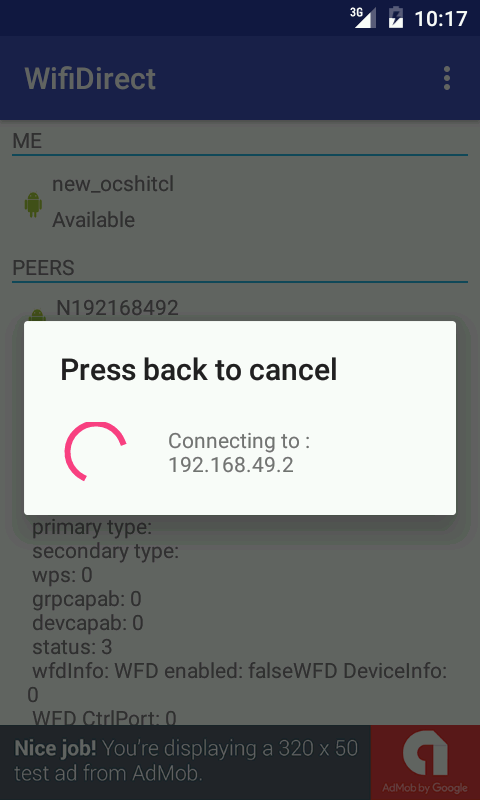 3G 10:17
WifiDirect
ME
new_ocshitcl
Available
PEERS
N192168492
Press back to cancel
Connecting to :
192.168.49.2
primary type:
secondary type:
wps: 0
grpcapab: 0
devcapab: 0
status: 3
wfdInfo: WFD enabled: falseWFD DeviceInfo:
0
WFD CtrlPort: 0
Nice job! You're displaying a 320 x 50
test ad from AdMob.
AdMob by Google